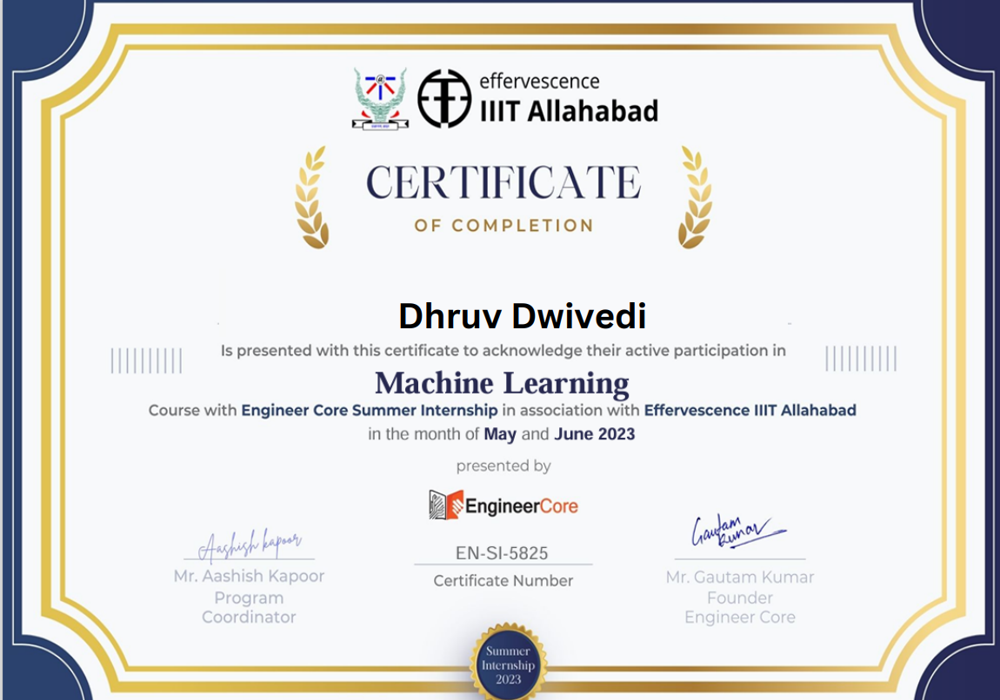 effervescence
IIIT Allahabad
CERTIFICATE
OF COMPLETION
Dhruv Dwivedi
Is presented with this certificate to acknowledge their active participation in
Machine Learning
Course with Engineer Core Summer Internship in association with Effervescence IIIT Allahabad
in the month of May and June 2023
presented by
EngineerCore
Aashish kapoor
Gautam
Kumar
EN-SI-5825
Mr. Aashish Kapoor
Certificate Number
Mr. Gautam Kumar
Program
Founder
Coordinator
Engineer Core
Summer
Internship
2023